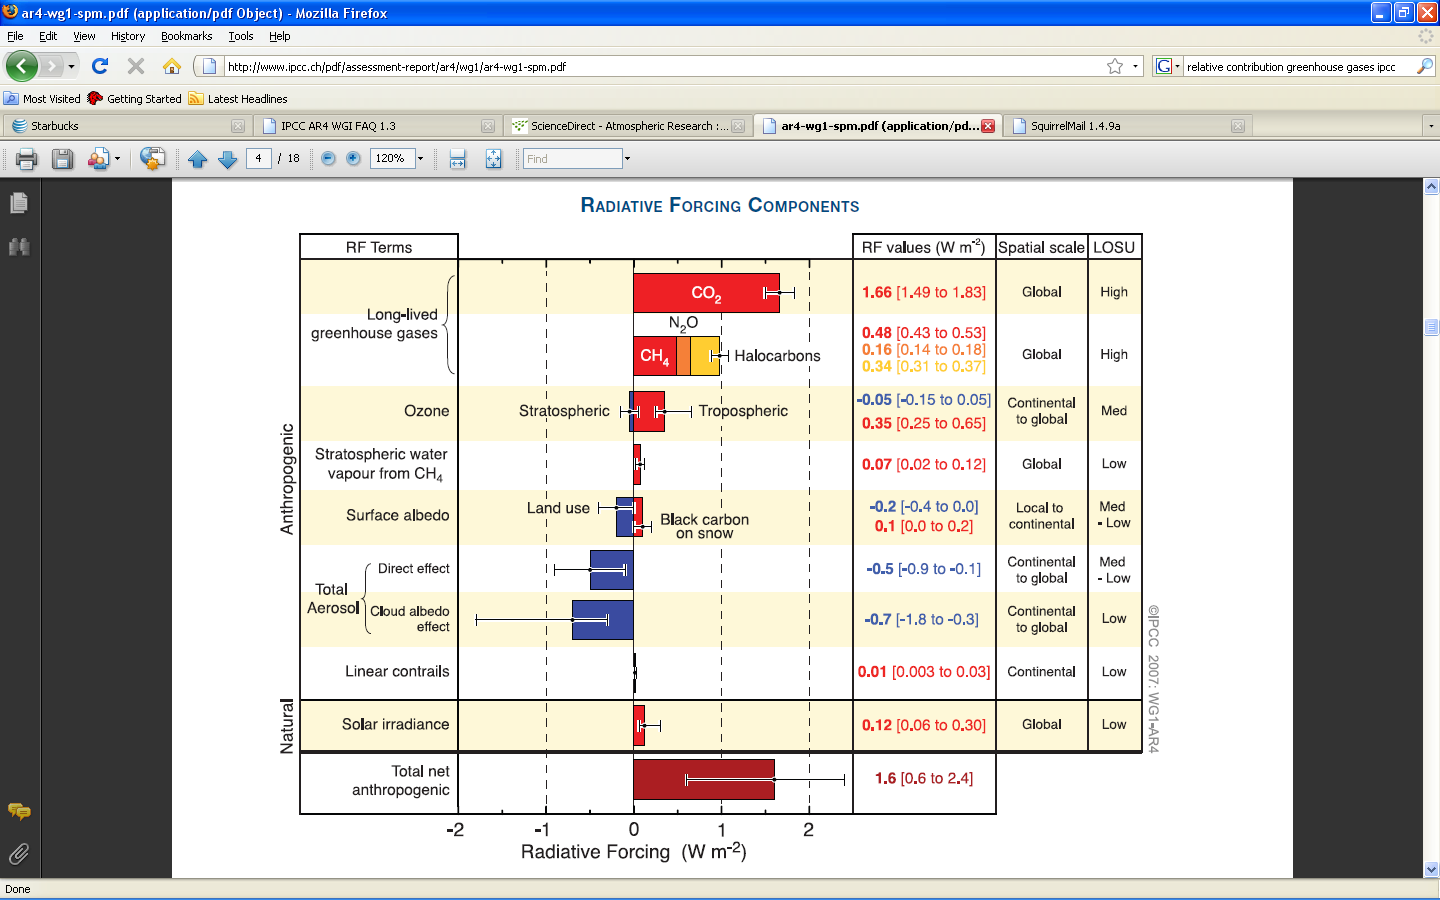 ar4-wg1-spm.pdf (application/pdf Object) - Mozilla Firefox
File Edit View History Bookmarks Tools Help
http://www.ipcc.ch/pdf/assessment-report/ar4/wg1/ar4-wg1-spm.pdf
G
relative contribution greenhouse gases ipcc
Most Visited Getting Started Latest Headlines
Starbucks
IPCC AR4 WGI FAQ 1.3
ScienceDirect - Atmospheric Research :...
ar4-wg1-spm.pdf (application/pd...
SquirrelMail 1.4.9a
4 / 18 120% Find
RADIATIVE FORCING COMPONENTS
RF Terms
RF values (W m⁻²)
Spatial scale
LOSU
Anthropogenic
Long-lived
greenhouse gases
CO₂
1.66 [1.49 to 1.83]
Global
High
N₂O
CH₄
Halocarbons
0.48 [0.43 to 0.53]
0.16 [0.14 to 0.18]
0.34 [0.31 to 0.37]
Global
High
Ozone
Stratospheric
Tropospheric
-0.05 [-0.15 to 0.05]
0.35 [0.25 to 0.65]
Continental
to global
Med
Stratospheric water
vapour from CH₄
0.07 [0.02 to 0.12]
Global
Low
Surface albedo
Land use
Black carbon
on snow
-0.2 [-0.4 to 0.0]
0.1 [0.0 to 0.2]
Local to
continental
Med
- Low
Total
Aerosol
Direct effect
-0.5 [-0.9 to -0.1]
Continental
to global
Med
- Low
Cloud albedo
effect
-0.7 [-1.8 to -0.3]
Continental
to global
Low
Linear contrails
0.01 [0.003 to 0.03]
Continental
Low
Natural
Solar irradiance
0.12 [0.06 to 0.30]
Global
Low
Total net
anthropogenic
1.6 [0.6 to 2.4]
-2 -1 0 1 2
Radiative Forcing (W m⁻²)
©IPCC 2007: WG1-AR4
Done